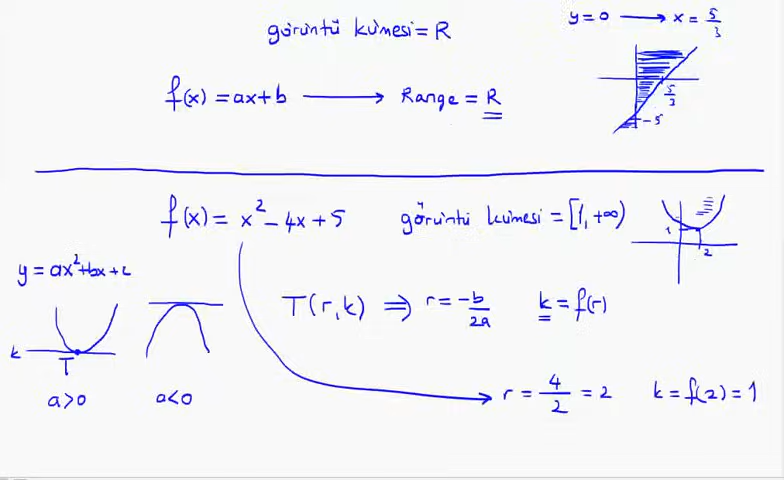 görüntü kümesi = R
y = 0 → x = 5/3
f(x) = ax+b → Range = R
5/3
-5
f(x) = x² - 4x + 5
görüntü kümesi = [1, +∞)
1
2
y = ax²+bx+c
T(r,k) ⇒ r = -b/2a
k = f(r)
k
T
a>0
a<0
r = 4/2 = 2
k = f(2) = 1